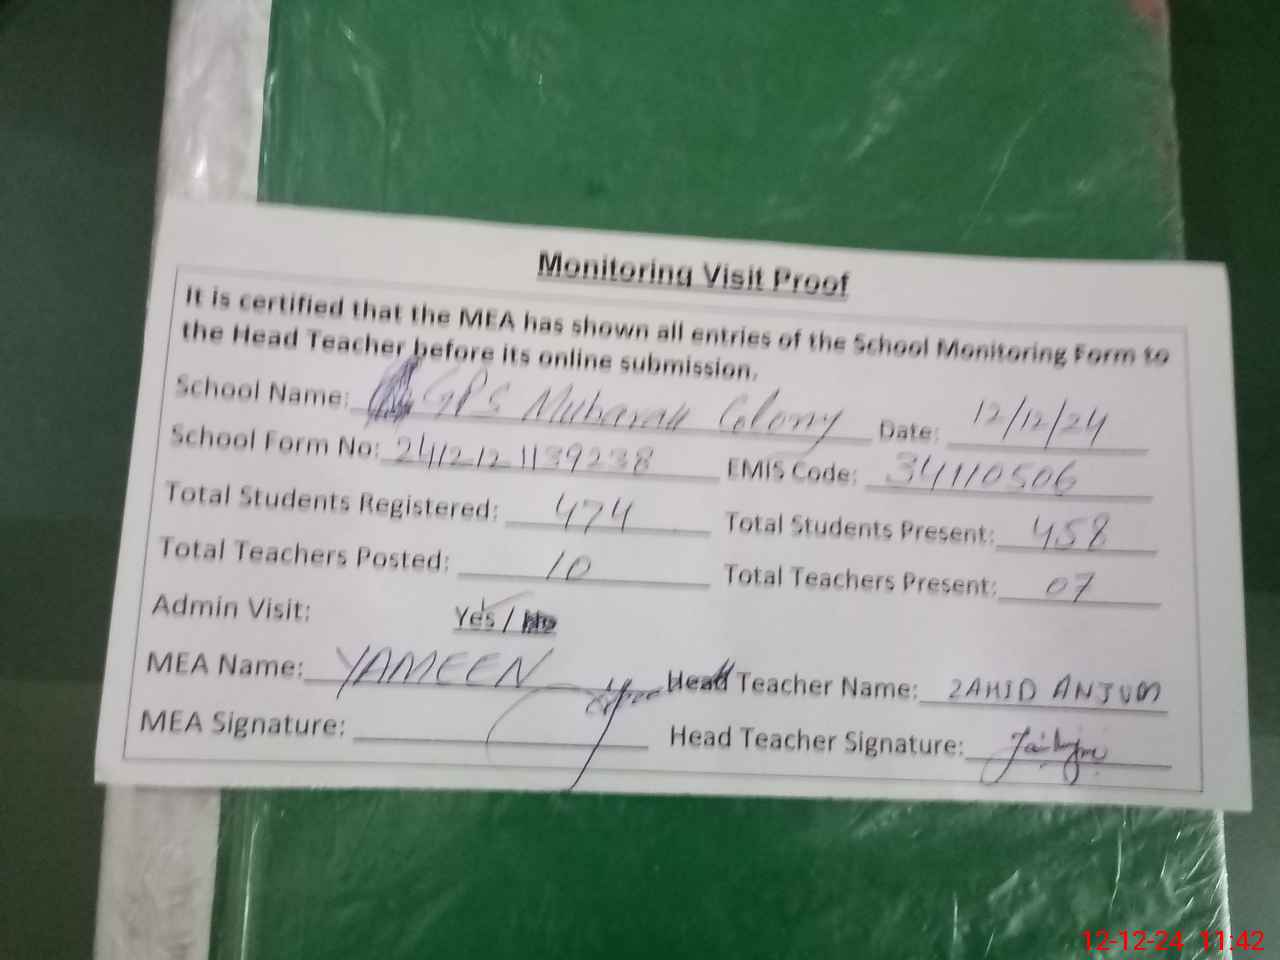 Monitoring Visit Proof
It is certified that the MEA has shown all entries of the School Monitoring Form to
the Head Teacher before its online submission.
School Name: GPS Mubarak Colony Date: 12/12/24
School Form No: 2412121139238 EMIS Code: 34110506
Total Students Registered: 474 Total Students Present: 458
Total Teachers Posted: 10 Total Teachers Present: 07
Admin Visit: Yes / No
MEA Name: YAMEEN Head Teacher Name: ZAHID ANJUM
MEA Signature: Head Teacher Signature:
12-12-24 11:42